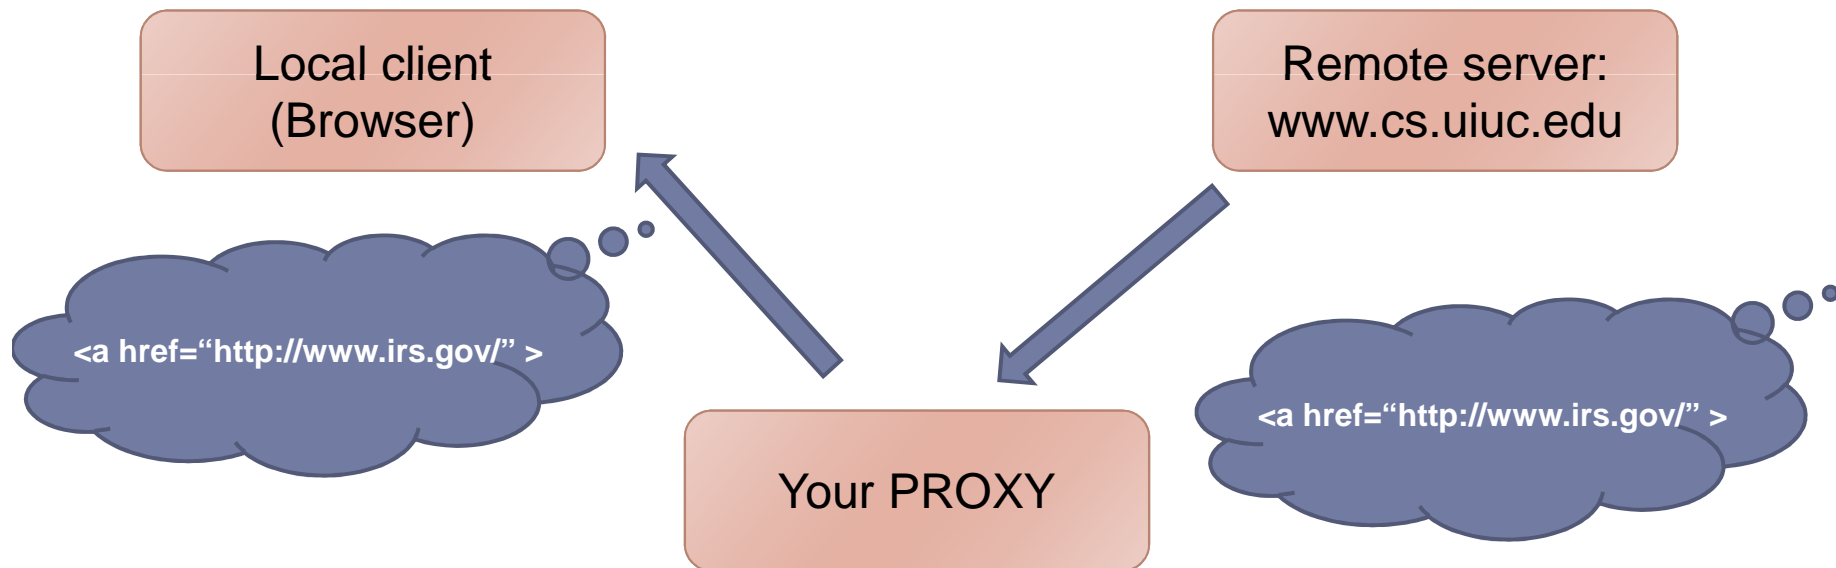 Local client
(Browser)
Remote server:
www.cs.uiuc.edu
<a href=“http://www.irs.gov/” >
<a href=“http://www.irs.gov/” >
Your PROXY